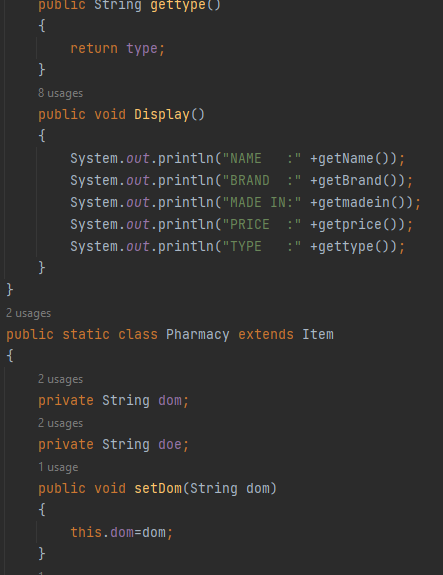 public String gettype()
{
return type;
}
8 usages
public void Display()
{
System.out.println("NAME   :" +getName());
System.out.println("BRAND  :" +getBrand());
System.out.println("MADE IN:" +getmadein());
System.out.println("PRICE  :" +getprice());
System.out.println("TYPE   :" +gettype());
}
}
2 usages
public static class Pharmacy extends Item
{
2 usages
private String dom;
2 usages
private String doe;
1 usage
public void setDom(String dom)
{
this.dom=dom;
}